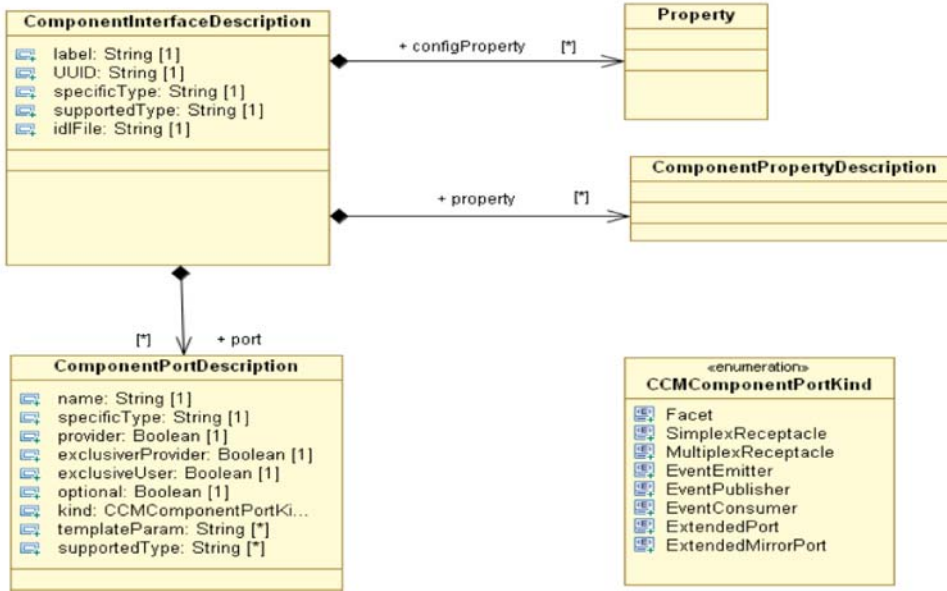 ComponentInterfaceDescription
label: String [1]
UUID: String [1]
specificType: String [1]
supportedType: String [1]
idlFile: String [1]
+ configProperty [*]
Property
+ property [*]
ComponentPropertyDescription
[*] + port
ComponentPortDescription
name: String [1]
specificType: String [1]
provider: Boolean [1]
exclusiverProvider: Boolean [1]
exclusiveUser: Boolean [1]
optional: Boolean [1]
kind: CCMComponentPortKi...
templateParam: String [*]
supportedType: String [*]
«enumeration»
CCMComponentPortKind
Facet
SimplexReceptacle
MultiplexReceptacle
EventEmitter
EventPublisher
EventConsumer
ExtendedPort
ExtendedMirrorPort